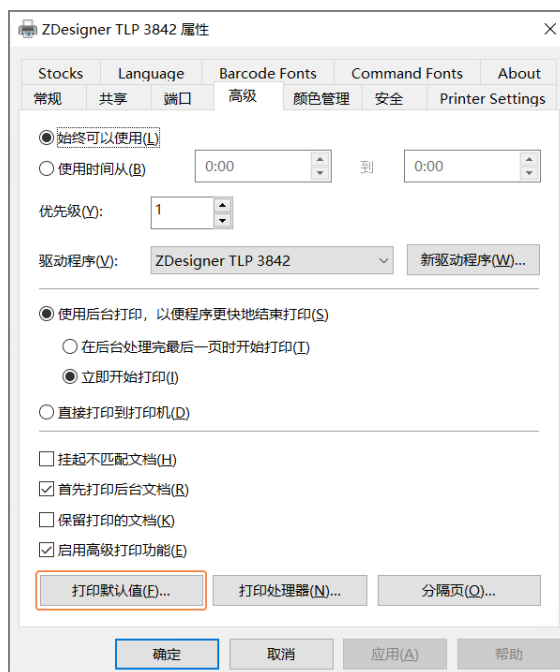 ZDesigner TLP 3842 属性
Stocks Language Barcode Fonts Command Fonts About
常规 共享 端口 高级 颜色管理 安全 Printer Settings
始终可以使用(L)
使用时间从(B) 0:00 到 0:00
优先级(Y): 1
驱动程序(V): ZDesigner TLP 3842 新驱动程序(W)...
使用后台打印，以便程序更快地结束打印(S)
在后台处理完最后一页时开始打印(T)
立即开始打印(I)
直接打印到打印机(D)
挂起不匹配文档(H)
首先打印后台文档(R)
保留打印的文档(K)
启用高级打印功能(E)
打印默认值(F)... 打印处理器(N)... 分隔页(O)...
确定 取消 应用(A) 帮助